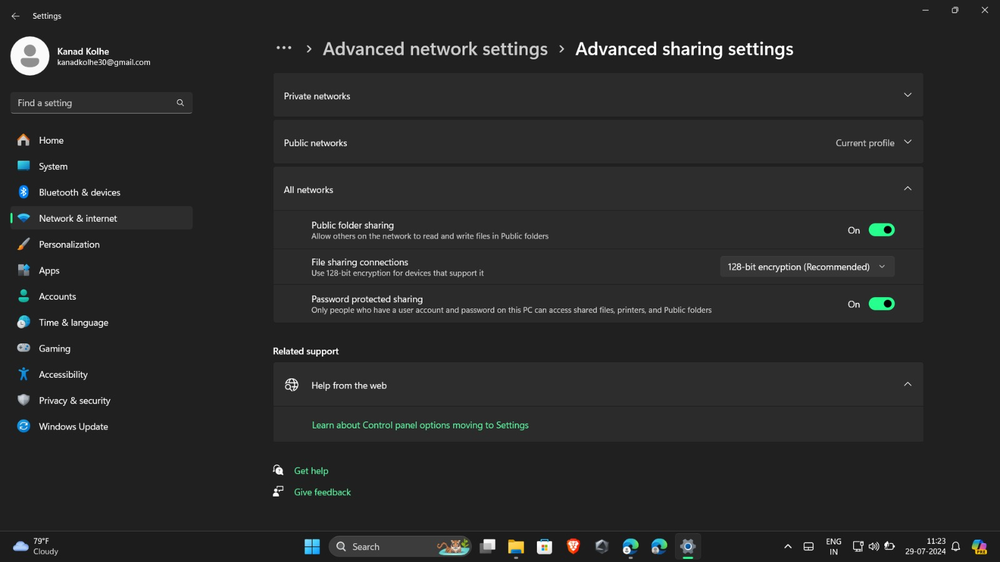 Settings
Kanad Kolhe
kanadkolhe30@gmail.com
Find a setting
Home
System
Bluetooth & devices
Network & internet
Personalization
Apps
Accounts
Time & language
Gaming
Accessibility
Privacy & security
Windows Update
··· > Advanced network settings > Advanced sharing settings
Private networks
Public networks Current profile
All networks
Public folder sharing
Allow others on the network to read and write files in Public folders
On
File sharing connections
Use 128-bit encryption for devices that support it
128-bit encryption (Recommended)
Password protected sharing
Only people who have a user account and password on this PC can access shared files, printers, and Public folders
On
Related support
Help from the web
Learn about Control panel options moving to Settings
Get help
Give feedback
79°F
Cloudy
Search
ENG
IN
11:23
29-07-2024
PRE